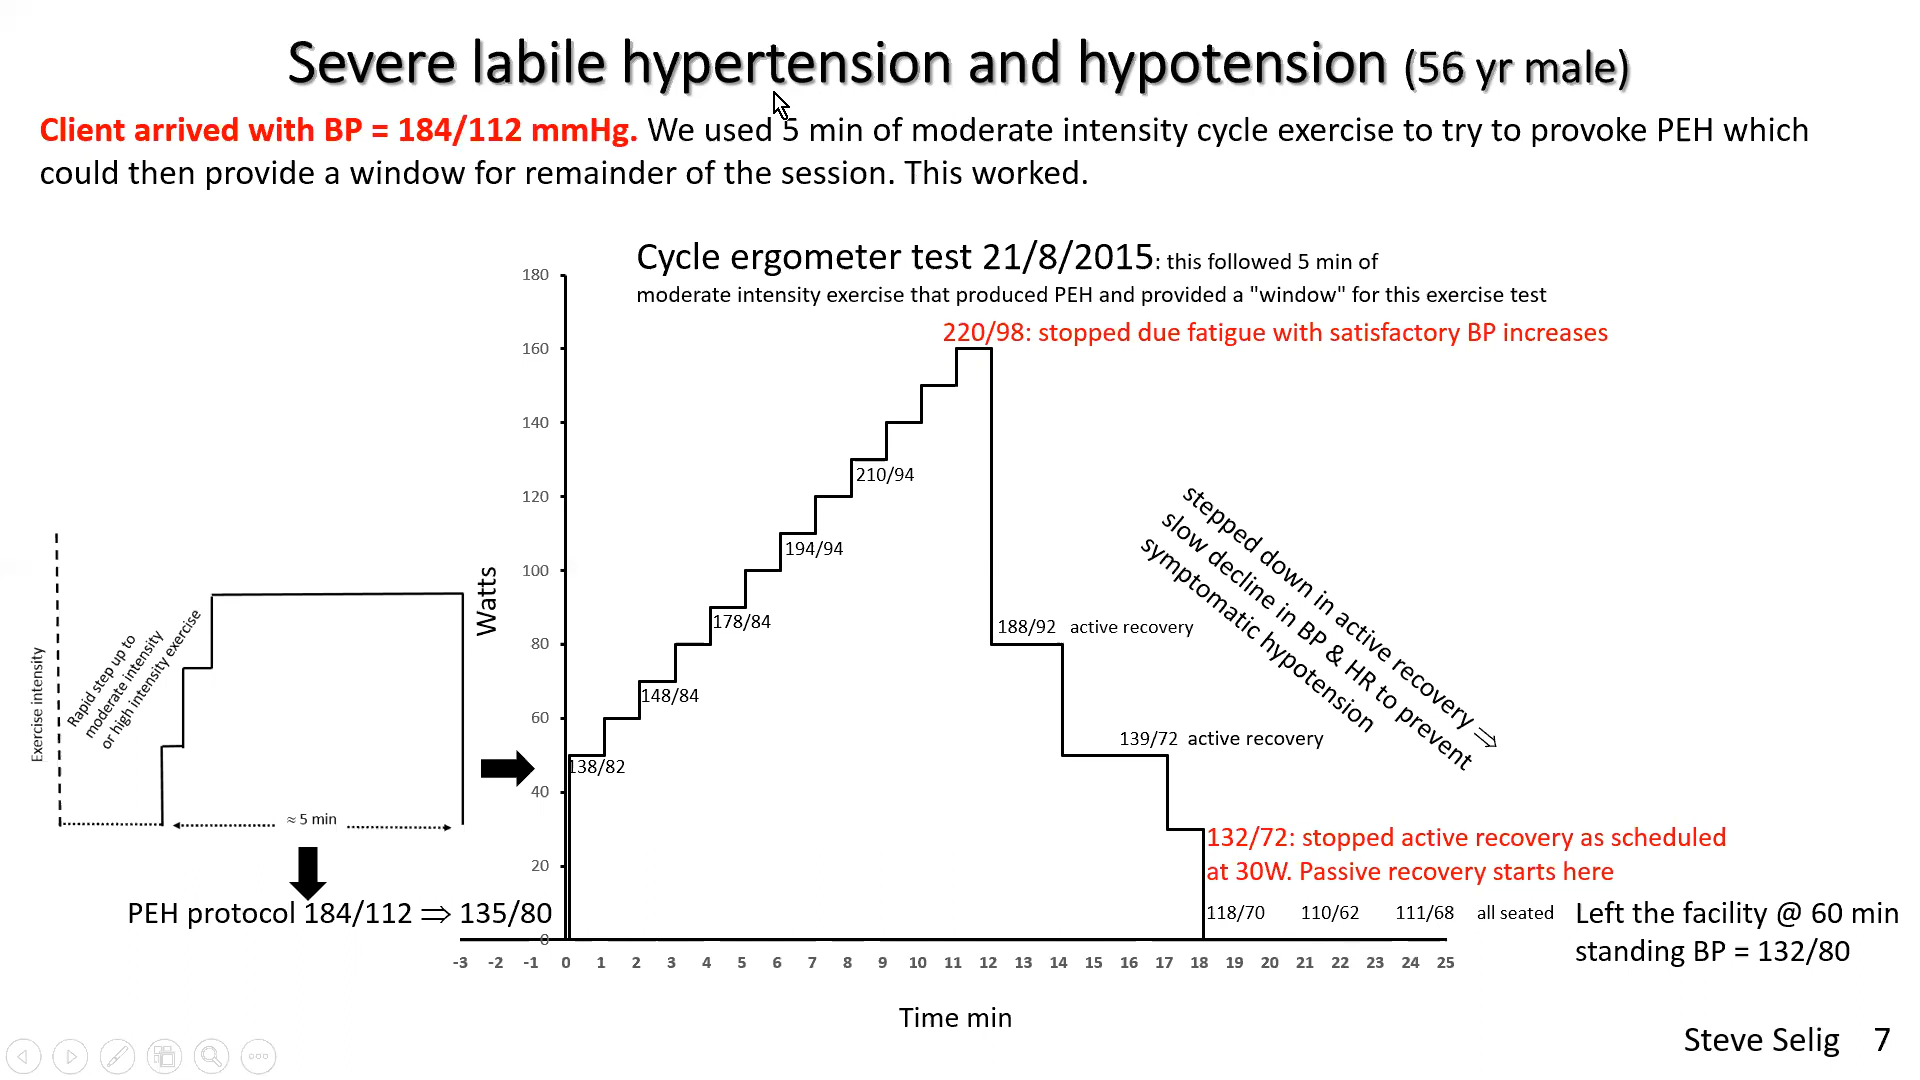 Severe labile hypertension and hypotension (56 yr male)
Client arrived with BP = 184/112 mmHg. We used 5 min of moderate intensity cycle exercise to try to provoke PEH which
could then provide a window for remainder of the session. This worked.
Cycle ergometer test 21/8/2015: this followed 5 min of
moderate intensity exercise that produced PEH and provided a "window" for this exercise test
220/98: stopped due fatigue with satisfactory BP increases
180
160
140
120
100
80
60
40
20
0
Watts
210/94
194/94
178/84
148/84
138/82
188/92 active recovery
139/72 active recovery
stepped down in active recovery ⇒
slow decline in BP & HR to prevent
symptomatic hypotension
Exercise intensity
Rapid step up to
moderate intensity
or high intensity exercise
≈ 5 min
PEH protocol 184/112 ⇒ 135/80
132/72: stopped active recovery as scheduled
at 30W. Passive recovery starts here
118/70 110/62 111/68 all seated
Left the facility @ 60 min
standing BP = 132/80
-3 -2 -1 0 1 2 3 4 5 6 7 8 9 10 11 12 13 14 15 16 17 18 19 20 21 22 23 24 25
Time min
Steve Selig 7